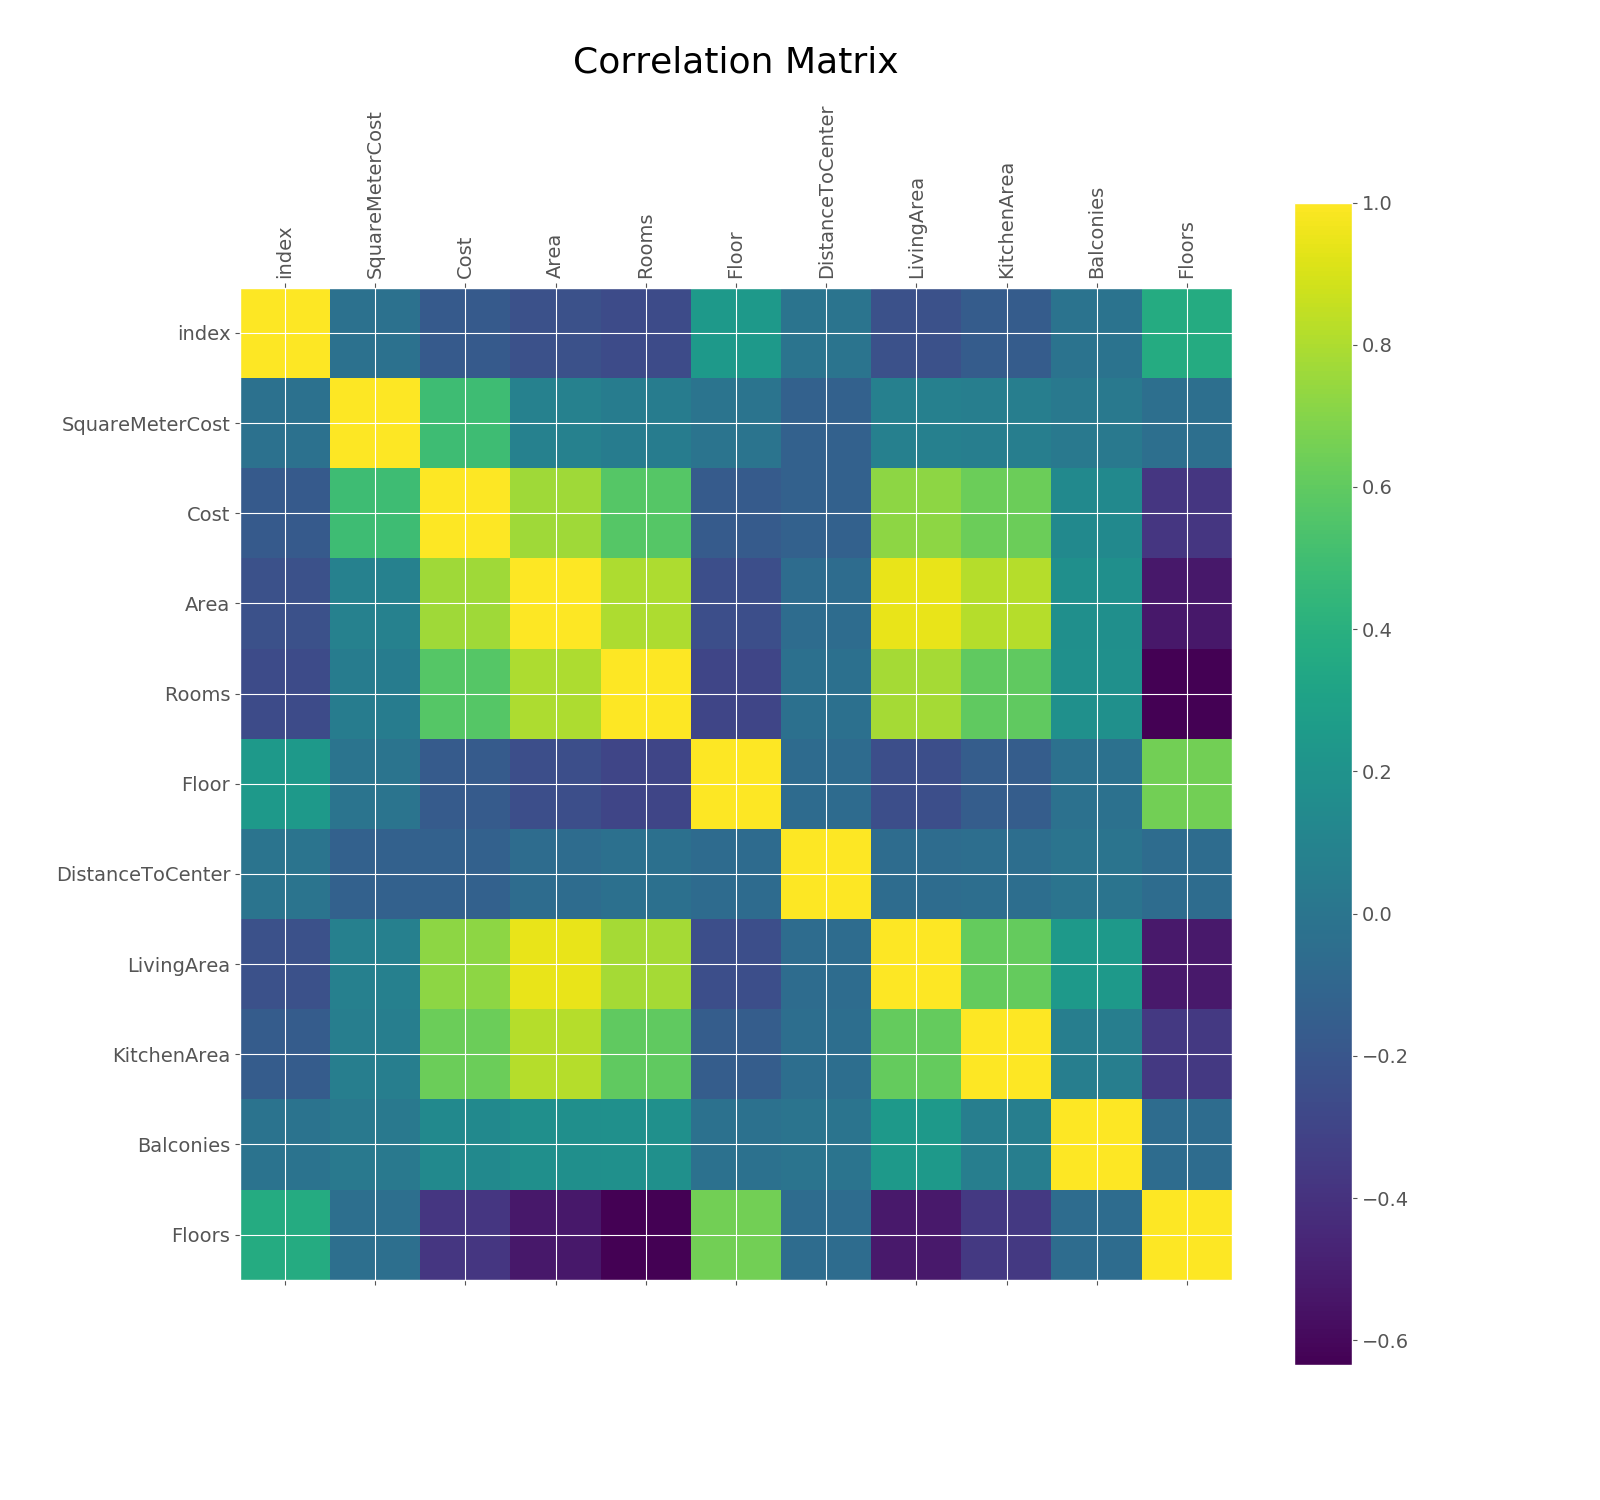 Correlation Matrix
index
SquareMeterCost
Cost
Area
Rooms
Floor
DistanceToCenter
LivingArea
KitchenArea
Balconies
Floors
index
SquareMeterCost
Cost
Area
Rooms
Floor
DistanceToCenter
LivingArea
KitchenArea
Balconies
Floors
1.0
0.8
0.6
0.4
0.2
0.0
−0.2
−0.4
−0.6